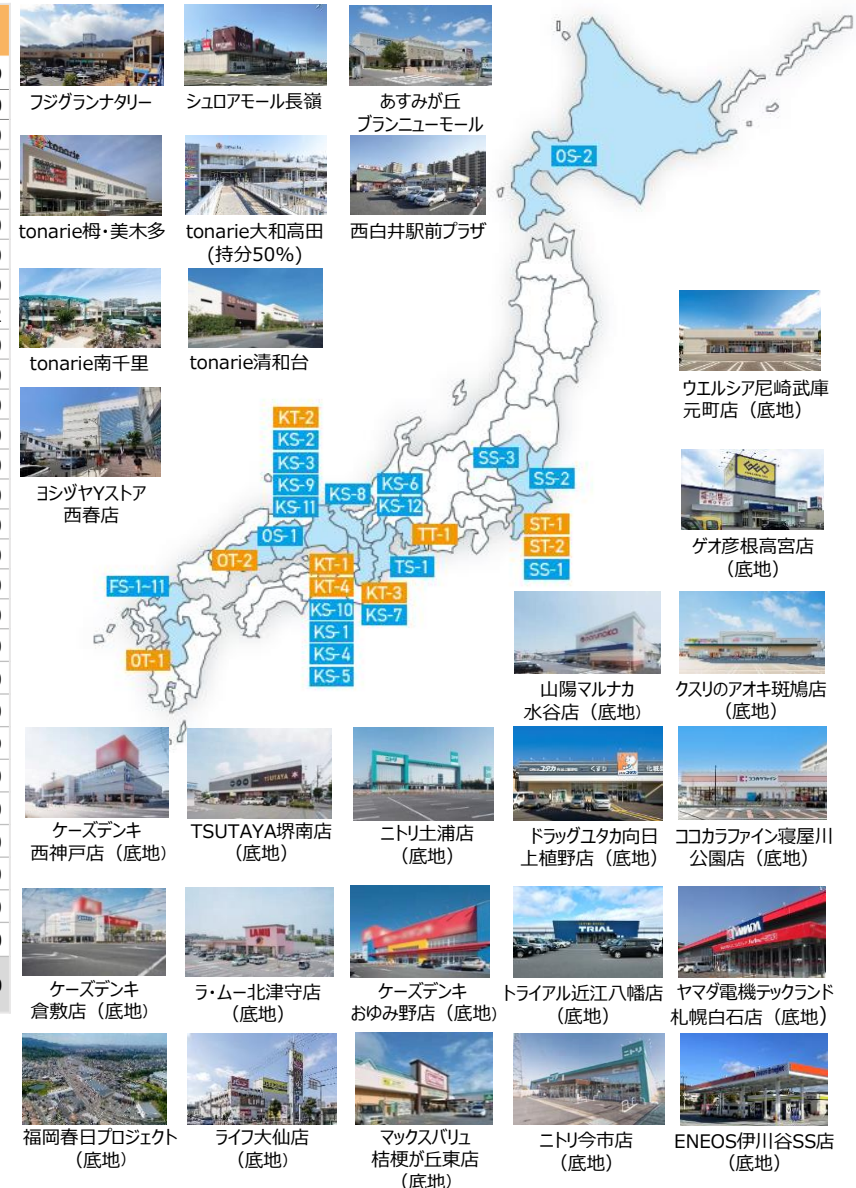 フジグランナタリー
シュロアモール長嶺
あすみが丘
ブランニューモール
tonarie
tonarie栂・美木多
tonarie大和高田
(持分50%)
西白井駅前プラザ
tonarie南千里
tonarie清和台
ヨシヅヤYストア
西春店
OS-2
ウエルシア尼崎武庫
元町店（底地）
GEO
ゲオ彦根高宮店
（底地）
KT-2
KS-2
KS-3
KS-9
KS-11
KS-8
KS-6
KS-12
SS-3
SS-2
OS-1
TT-1
ST-1
ST-2
SS-1
OT-2
KT-1
KT-4
KS-10
KS-1
KS-4
KS-5
KT-3
KS-7
TS-1
FS-1~11
OT-1
山陽マルナカ
水谷店（底地）
クスリのアオキ斑鳩店
（底地）
ケーズデンキ
西神戸店（底地）
TSUTAYA
TSUTAYA堺南店
（底地）
ニトリ
ニトリ土浦店
（底地）
ドラッグユタカ向日
上植野店（底地）
ココカラファイン
ココカラファイン寝屋川
公園店（底地）
ケーズデンキ
倉敷店（底地）
LAMU
ラ・ムー北津守店
（底地）
ケーズデンキ
おゆみ野店（底地）
TRIAL
トライアル近江八幡店
（底地）
YAMADA
ヤマダ電機テックランド
札幌白石店（底地）
福岡春日プロジェクト
（底地）
ライフ大仙店
（底地）
マックスバリュ
桔梗が丘東店
（底地）
ニトリ
ニトリ今市店
（底地）
ENEOS伊川谷SS店
（底地）